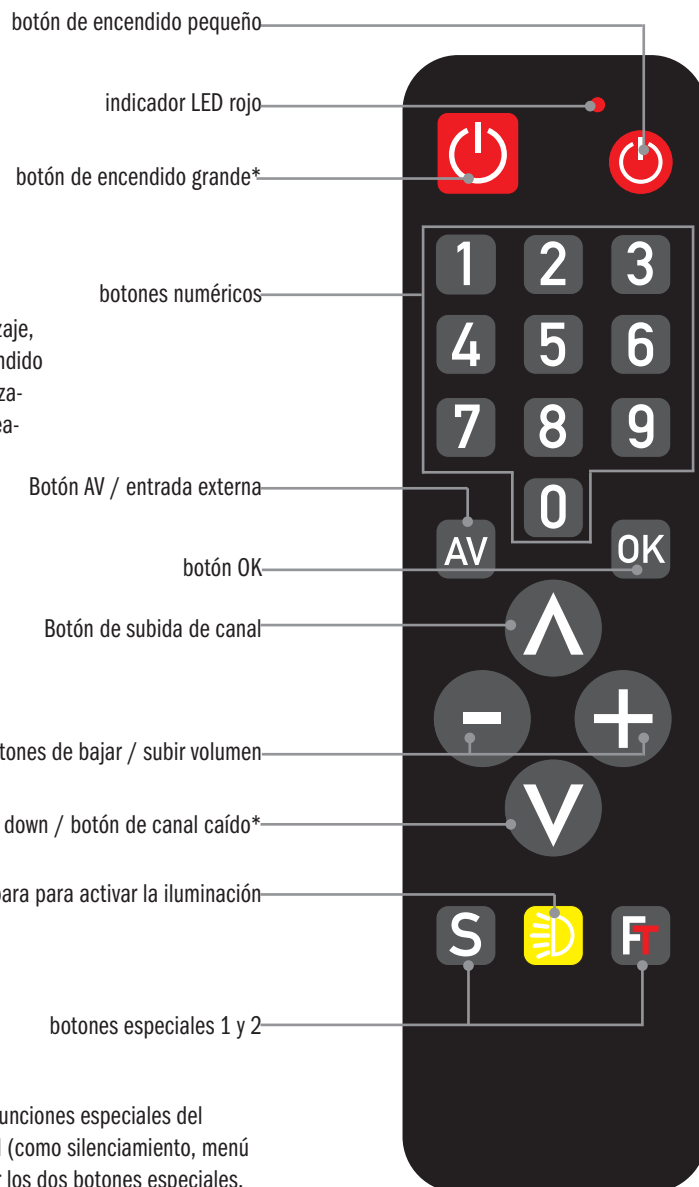 botón de encendido pequeño
indicador LED rojo
botón de encendido grande*
botones numéricos
1 2 3
4 5 6
7 8 9
0
Botón AV / entrada externa
AV
OK
botón OK
Botón de subida de canal
/ subir volumen
tones de bajar
down / botón de canal caído*
para para activar la iluminación
S
FT
botones especiales 1 y 2
zaje,
ndido
za-
ea-
unciones especiales del
(como silenciamiento, menú
los dos botones especiales.